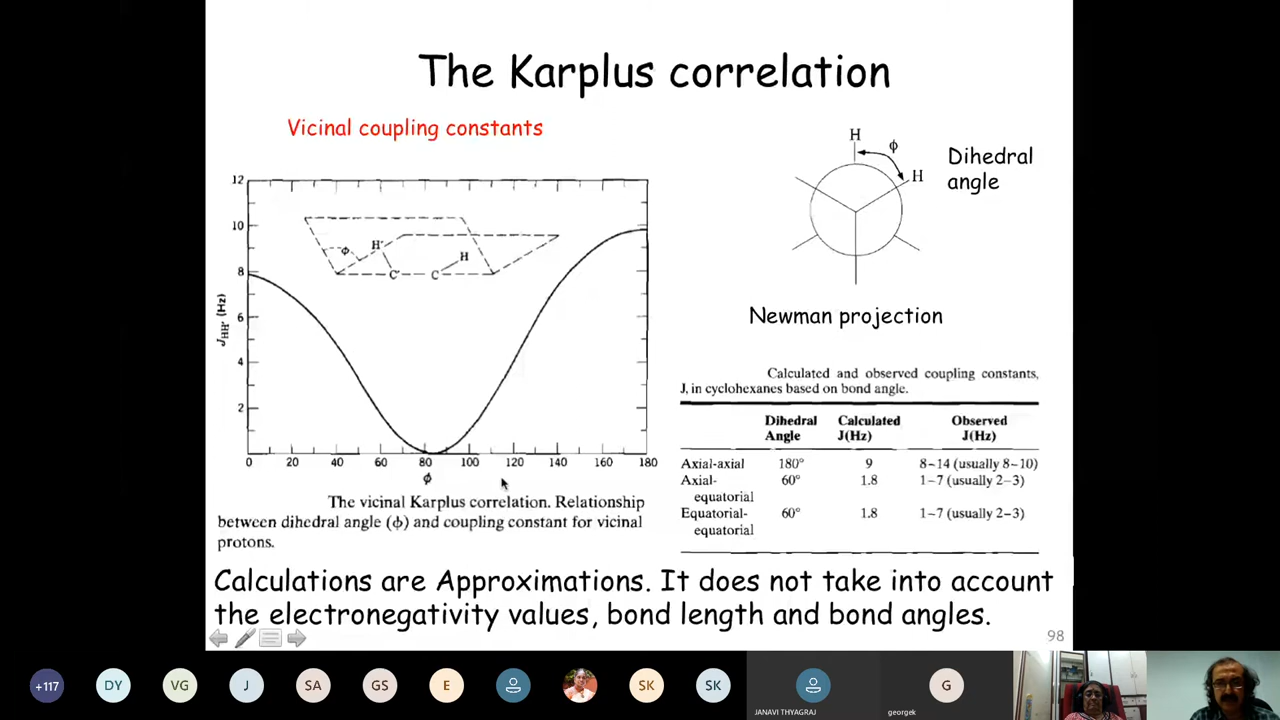 The Karplus correlation
Vicinal coupling constants
12
10
8
6
4
2
J HH' (Hz)
ϕ
H'
H
C'
C
0 20 40 60 80 100 120 140 160 180
ϕ
The vicinal Karplus correlation. Relationship
between dihedral angle (ϕ) and coupling constant for vicinal
protons.
H
ϕ
H
Dihedral
angle
Newman projection
Calculated and observed coupling constants,
J, in cyclohexanes based on bond angle.
Dihedral Calculated Observed
Angle J(Hz) J(Hz)
Axial-axial 180° 9 8-14 (usually 8-10)
Axial- 60° 1.8 1-7 (usually 2-3)
equatorial
Equatorial- 60° 1.8 1-7 (usually 2-3)
equatorial
Calculations are Approximations. It does not take into account
the electronegativity values, bond length and bond angles.
98
+117 DY VG J SA GS E SK SK G
JANAVI THYAGRAJ georgek